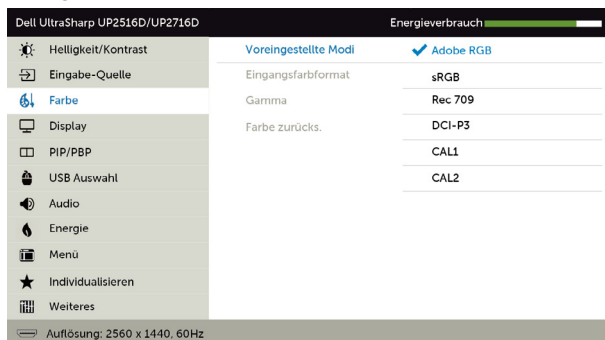 Dell UltraSharp UP2516D/UP2716D Energieverbrauch
Helligkeit/Kontrast Voreingestellte Modi Adobe RGB
Eingabe-Quelle Eingangsfarbformat sRGB
Farbe Gamma Rec 709
Display Farbe zurücks. DCI-P3
PIP/PBP CAL1
USB Auswahl CAL2
Audio
Energie
Menü
Individualisieren
Weiteres
Auflösung: 2560 x 1440, 60Hz